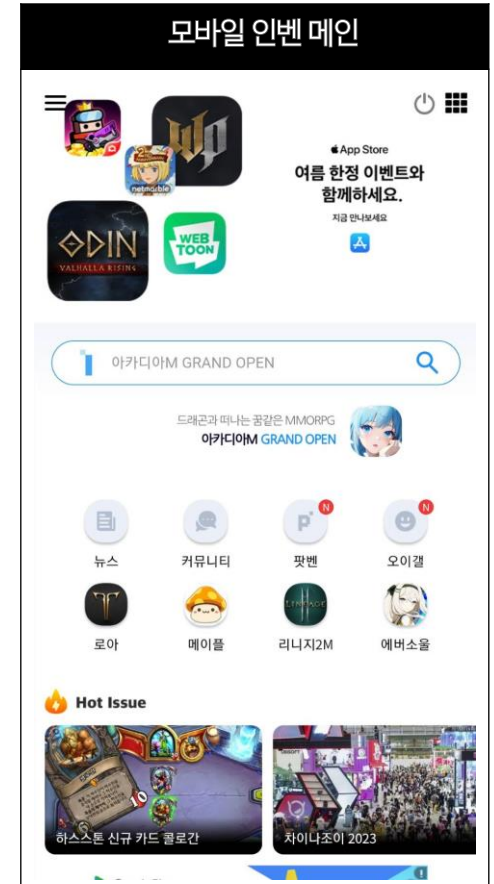 모바일 인벤 메인
App Store
여름 한정 이벤트와
함께하세요.
지금 만나보세요
netmarble
ODIN
VALHALLA RISING
WEB
TOON
아카디아M GRAND OPEN
드래곤과 떠나는 꿈같은 MMORPG
아카디아M GRAND OPEN
N
N
뉴스
커뮤니티
팟벤
오이갤
LINEAGE
로아
메이플
리니지2M
에버소울
Hot Issue
10
UBISOFT
하스스톤 신규 카드 콜로간
차이나조이 2023